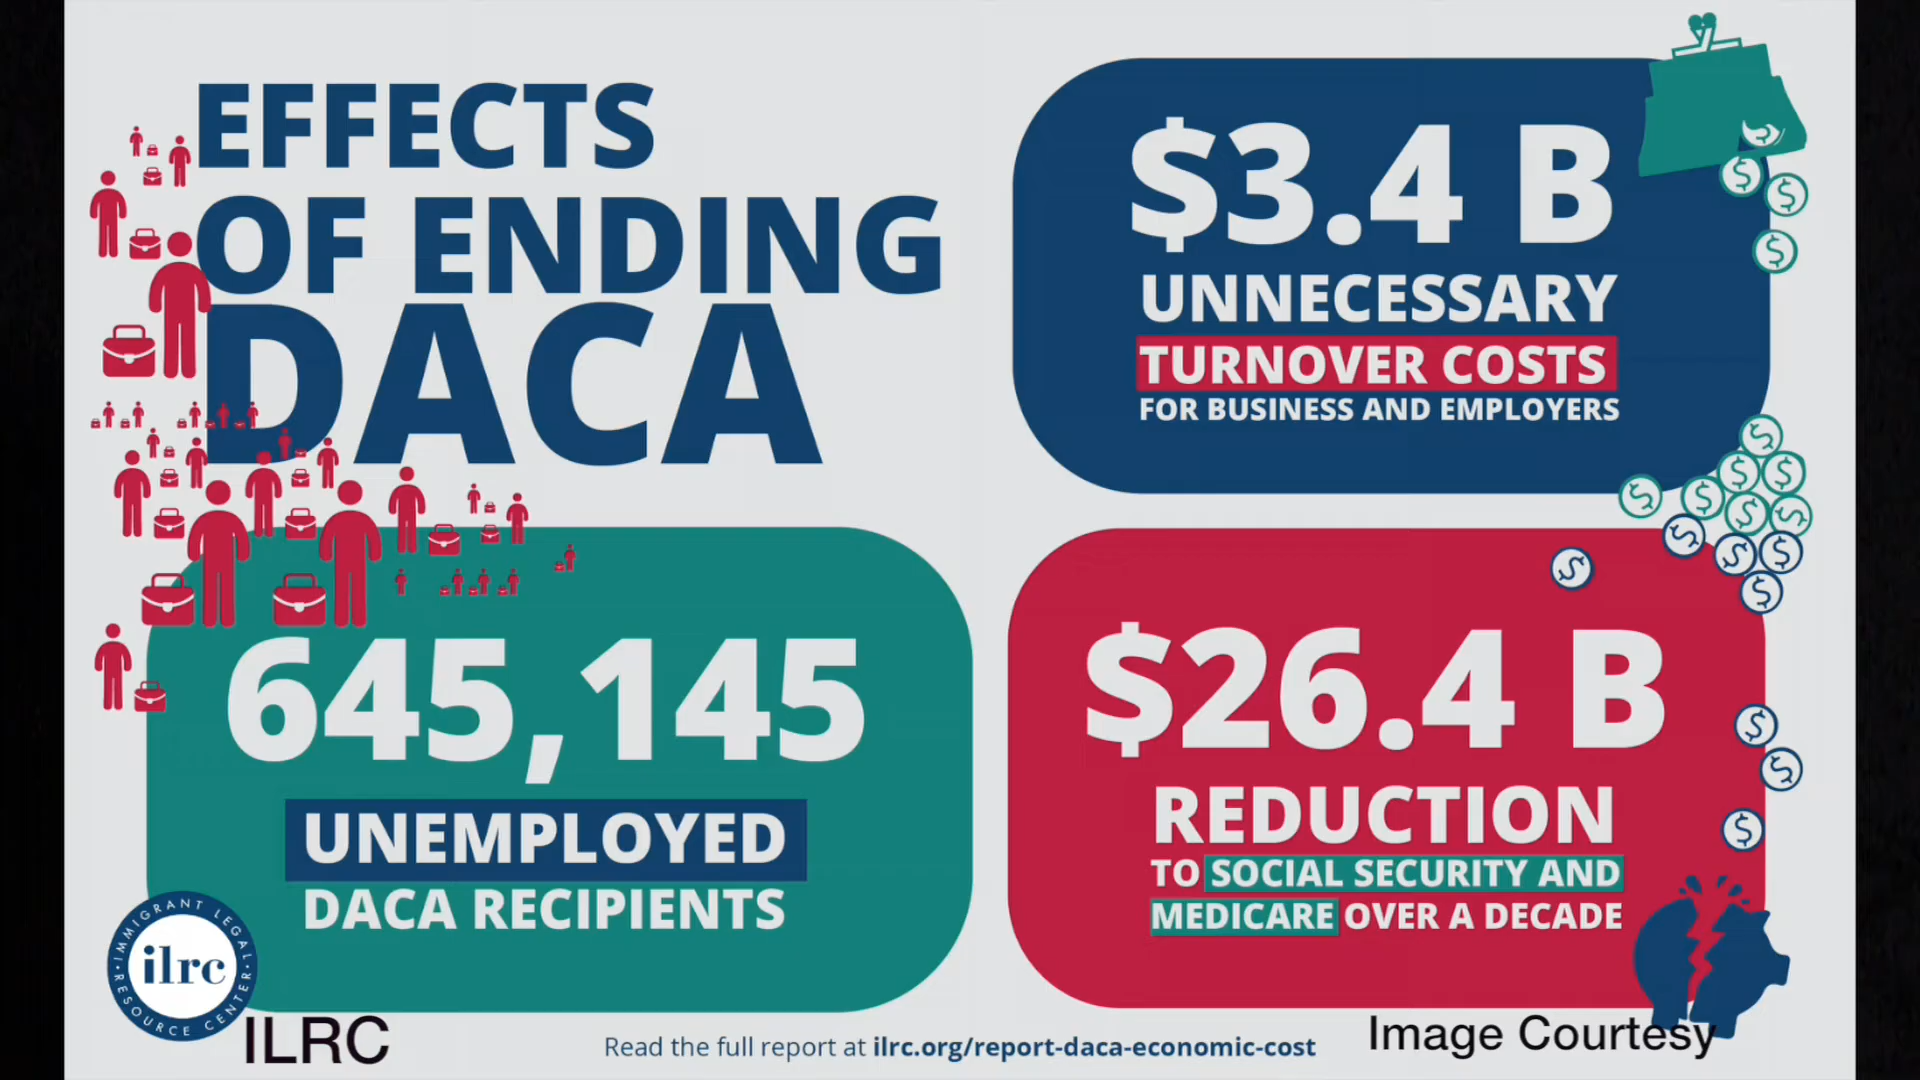 EFFECTS
OF ENDING
DACA
$3.4 B
UNNECESSARY
TURNOVER COSTS
FOR BUSINESS AND EMPLOYERS
645,145
UNEMPLOYED
DACA RECIPIENTS
$26.4 B
REDUCTION
TO SOCIAL SECURITY AND
MEDICARE OVER A DECADE
IMMIGRANT LEGAL
ilrc
RESOURCE CENTER
ILRC
Read the full report at ilrc.org/report-daca-economic-cost
Image Courtesy